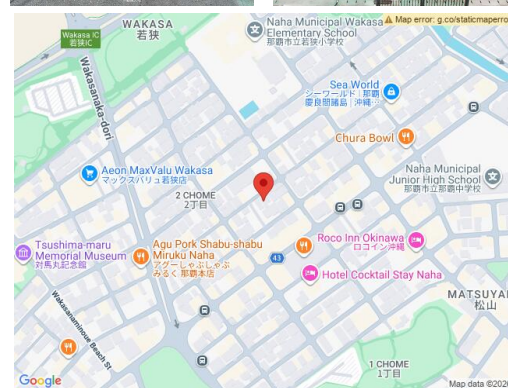 WAKASA
若狭
Naha Municipal Wakasa
Elementary School
那覇市立若狭小学校
Map error: g.co/staticmaperro
Wakasa IC
若狭IC
Wakasanaka-dori
Sea World
シーワールド｜那覇
慶良間諸島｜沖縄…
Chura Bowl
Aeon MaxValu Wakasa
マックスバリュ若狭店
Naha Municipal
Junior High School
那覇市立那覇中学校
2 CHOME
2丁目
Tsushima-maru
Memorial Museum
対馬丸記念館
Agu Pork Shabu-shabu
Miruku Naha
アグーしゃぶしゃぶ
みるく 那覇本店
Roco Inn Okinawa
ロコイン沖縄
43
Hotel Cocktail Stay Naha
MATSUYA
松山
Wakasanaminoue Beach St
1 CHOME
1丁目
Google
Map data ©202